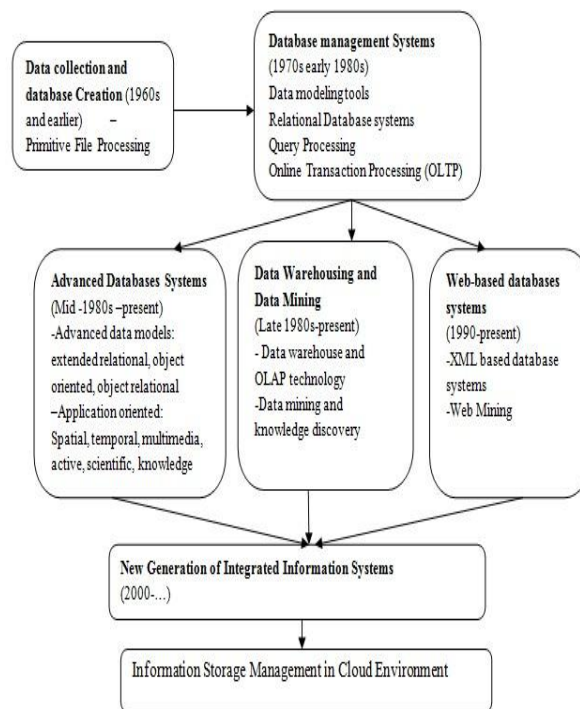 Data collection and
database Creation (1960s
and earlier) –
Primitive File Processing
Database management Systems
(1970s early 1980s)
Data modeling tools
Relational Database systems
Query Processing
Online Transaction Processing (OLTP)
Advanced Databases Systems
(Mid -1980s –present)
-Advanced data models:
extended relational, object
oriented, object relational
–Application oriented:
Spatial, temporal, multimedia,
active, scientific, knowledge
Data Warehousing and
Data Mining
(Late 1980s-present)
- Data warehouse and
OLAP technology
-Data mining and
knowledge discovery
Web-based databases
systems
(1990-present)
-XML based database
systems
-Web Mining
New Generation of Integrated Information Systems
(2000-...)
Information Storage Management in Cloud Environment